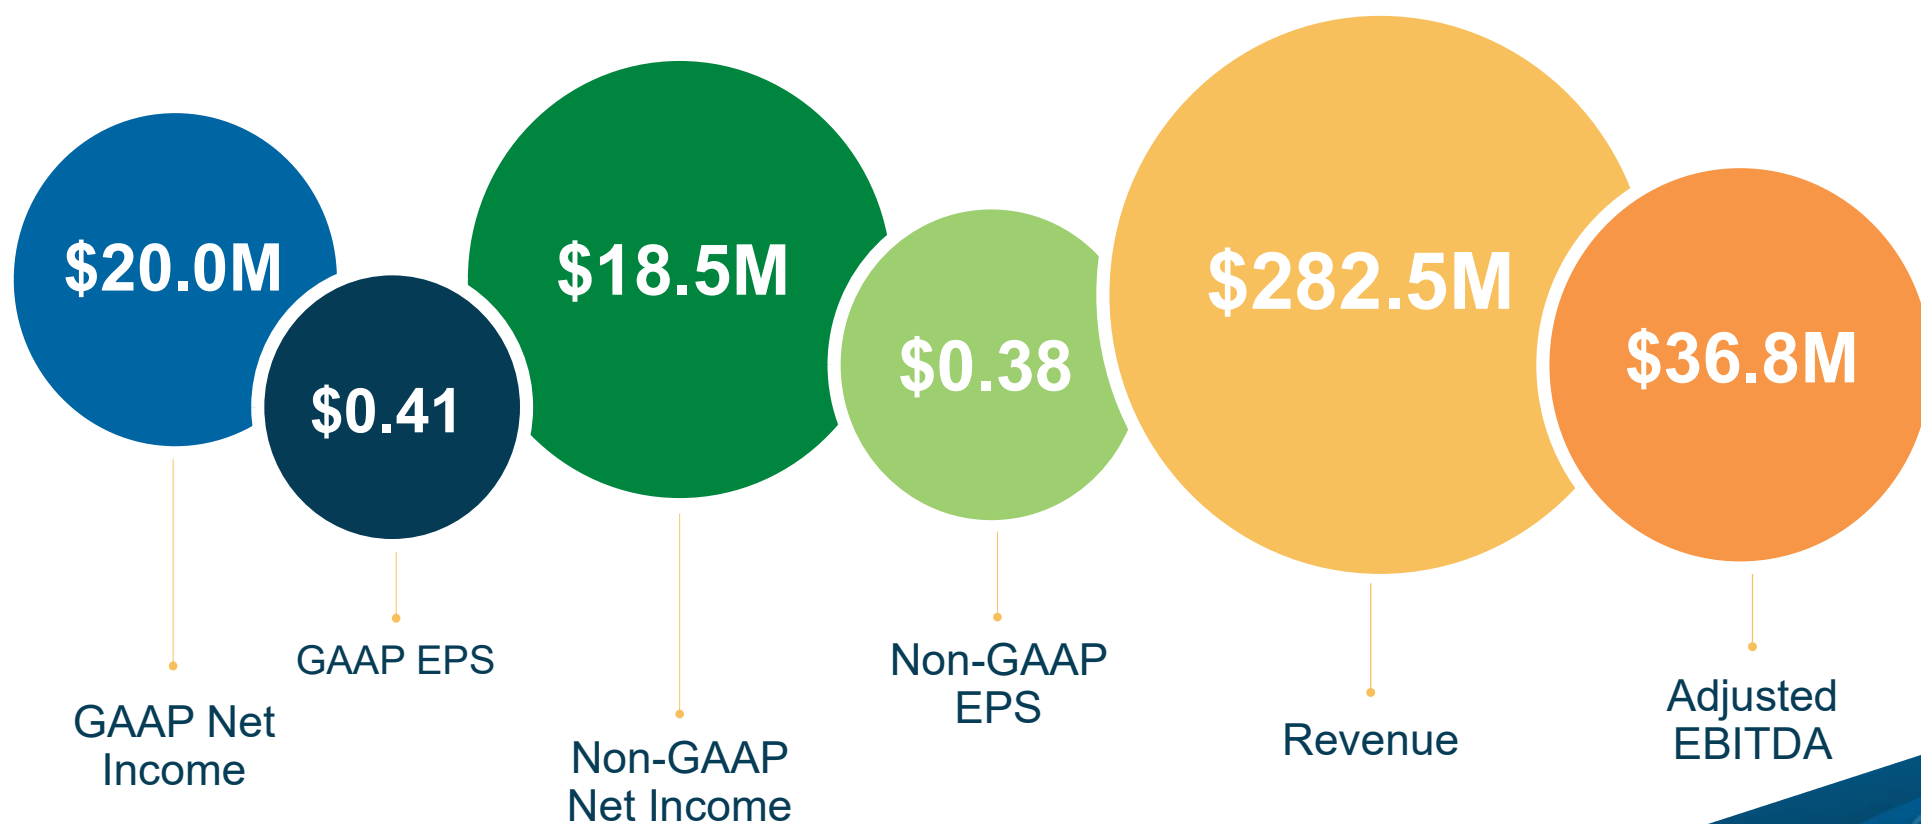 $20.0M
GAAP Net
Income
$0.41
GAAP EPS
$18.5M
Non-GAAP
Net Income
$0.38
Non-GAAP
EPS
$282.5M
Revenue
$36.8M
Adjusted
EBITDA